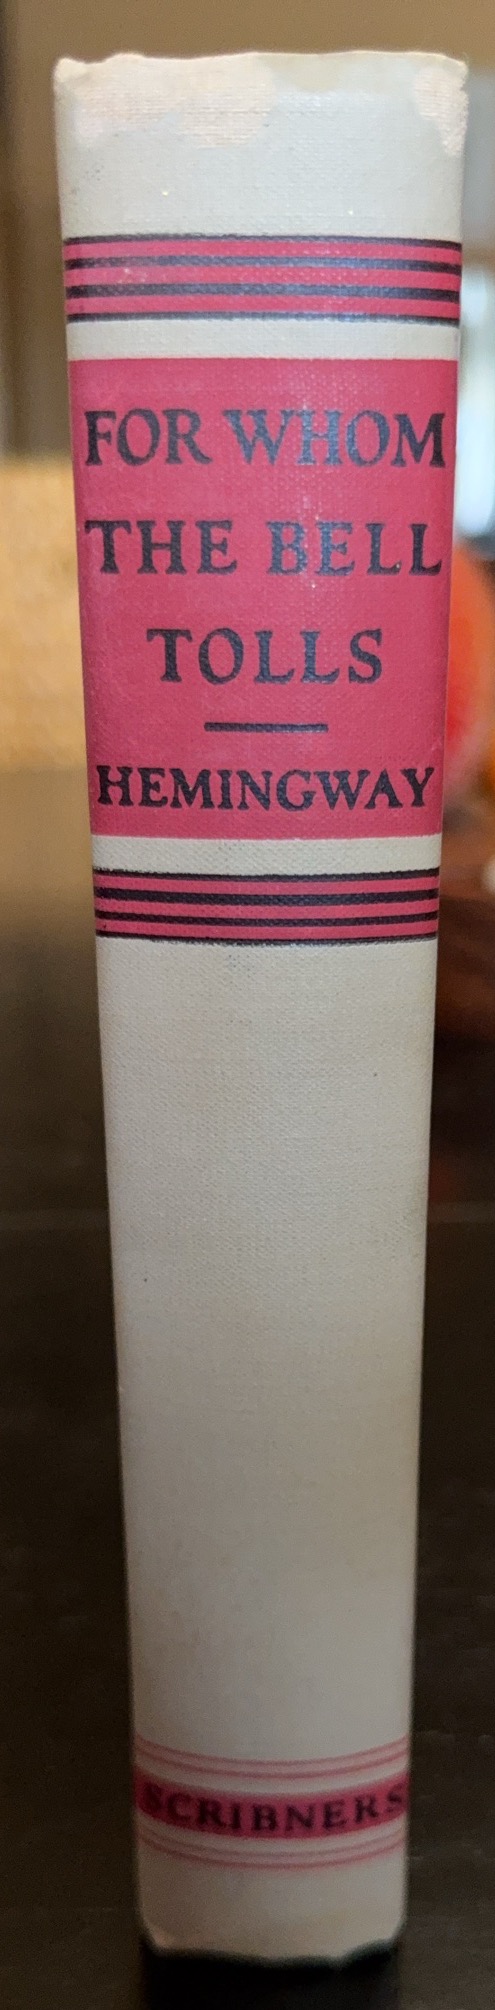 FOR WHOM
THE BELL
TOLLS
HEMINGWAY
SCRIBNERS